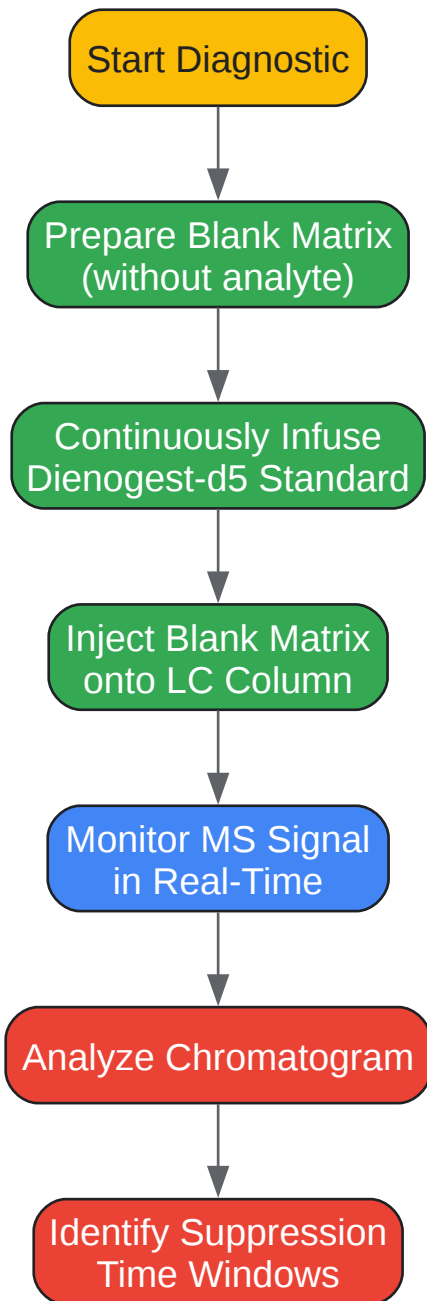 Start Diagnostic
Prepare Blank Matrix
(without analyte)
Continuously Infuse
Dienogest-d5 Standard
Inject Blank Matrix
onto LC Column
Monitor MS Signal
in Real-Time
Analyze Chromatogram
Identify Suppression
Time Windows